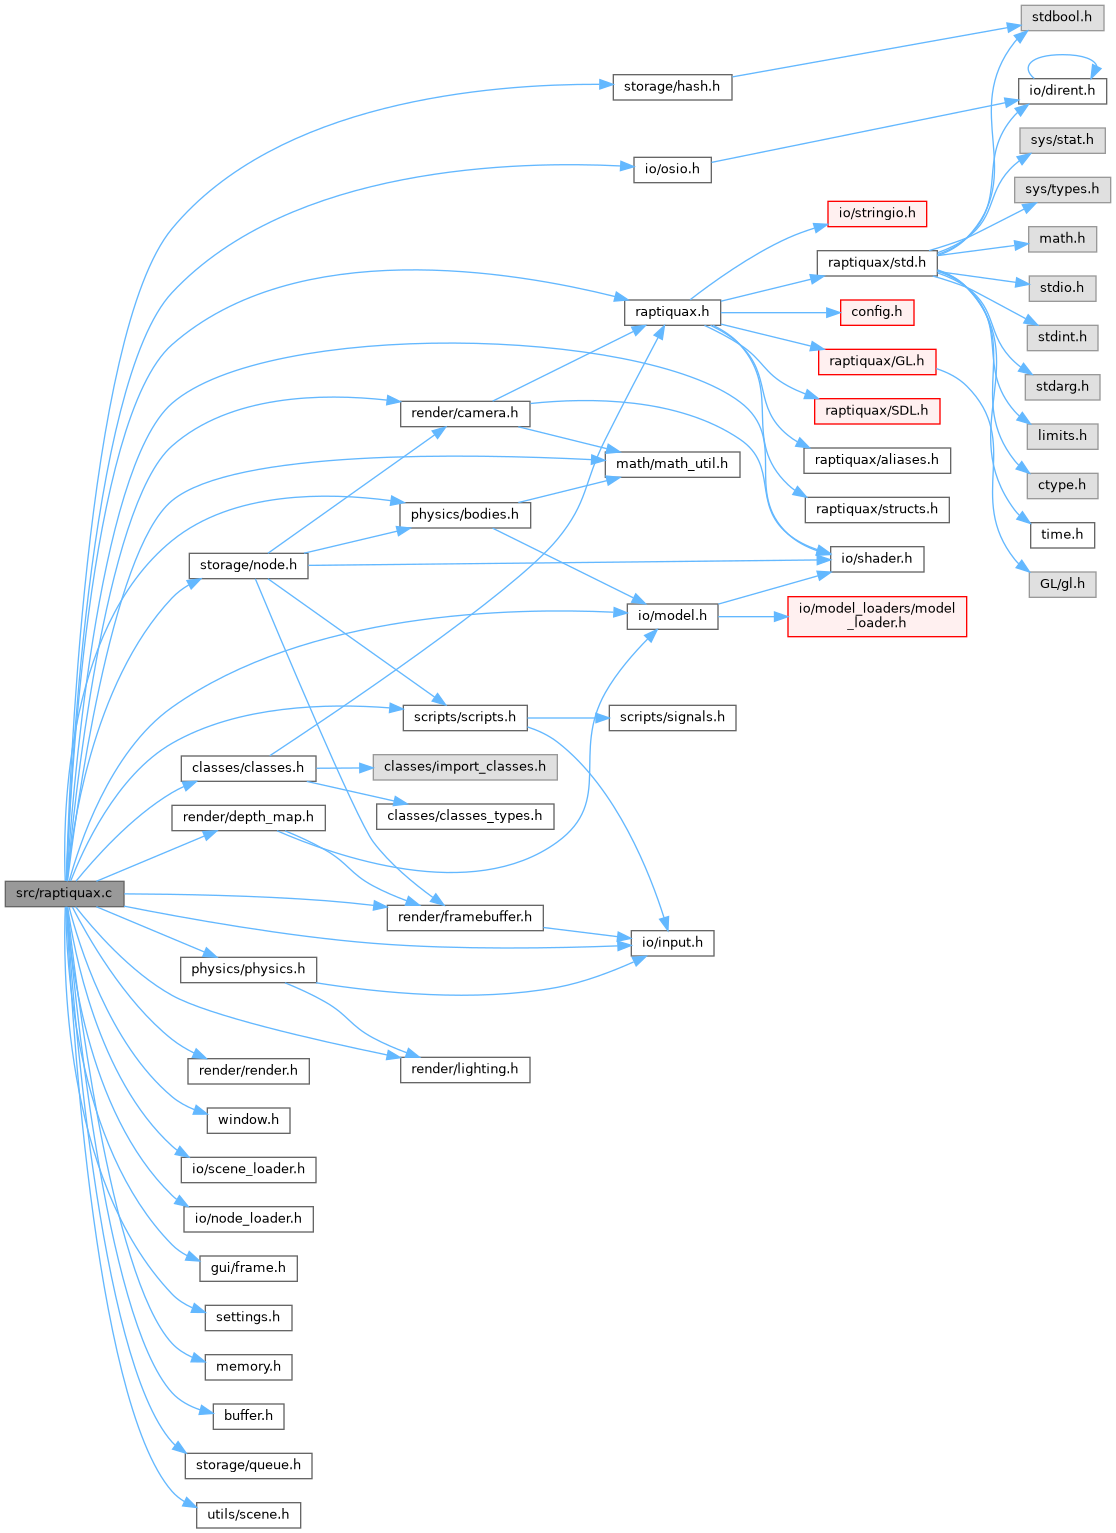 stdbool.h
storage/hash.h
io/dirent.h
sys/stat.h
io/osio.h
sys/types.h
io/stringio.h
math.h
raptiquax/std.h
stdio.h
raptiquax.h
config.h
stdint.h
raptiquax/GL.h
stdarg.h
render/camera.h
raptiquax/SDL.h
limits.h
math/math_util.h
raptiquax/aliases.h
ctype.h
physics/bodies.h
raptiquax/structs.h
time.h
storage/node.h
io/shader.h
GL/gl.h
io/model.h
io/model_loaders/model
_loader.h
scripts/scripts.h
scripts/signals.h
classes/classes.h
classes/import_classes.h
render/depth_map.h
classes/classes_types.h
src/raptiquax.c
render/framebuffer.h
io/input.h
physics/physics.h
render/render.h
render/lighting.h
window.h
io/scene_loader.h
io/node_loader.h
gui/frame.h
settings.h
memory.h
buffer.h
storage/queue.h
utils/scene.h